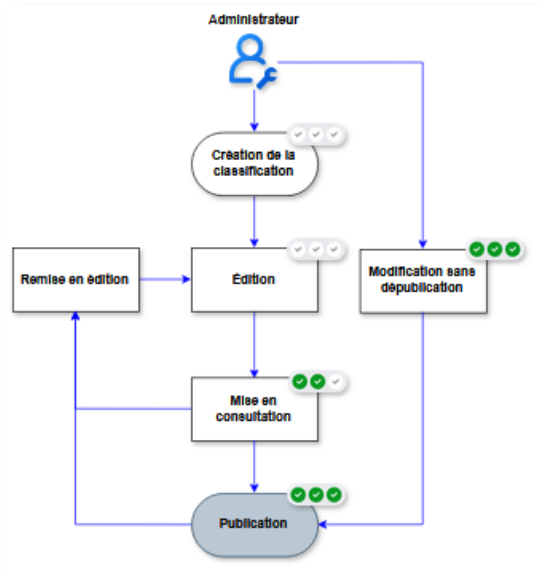 Administrateur
Création de la
classification
Remise en édition
Édition
Modification sans
dépublication
Mise en
consultation
Publication